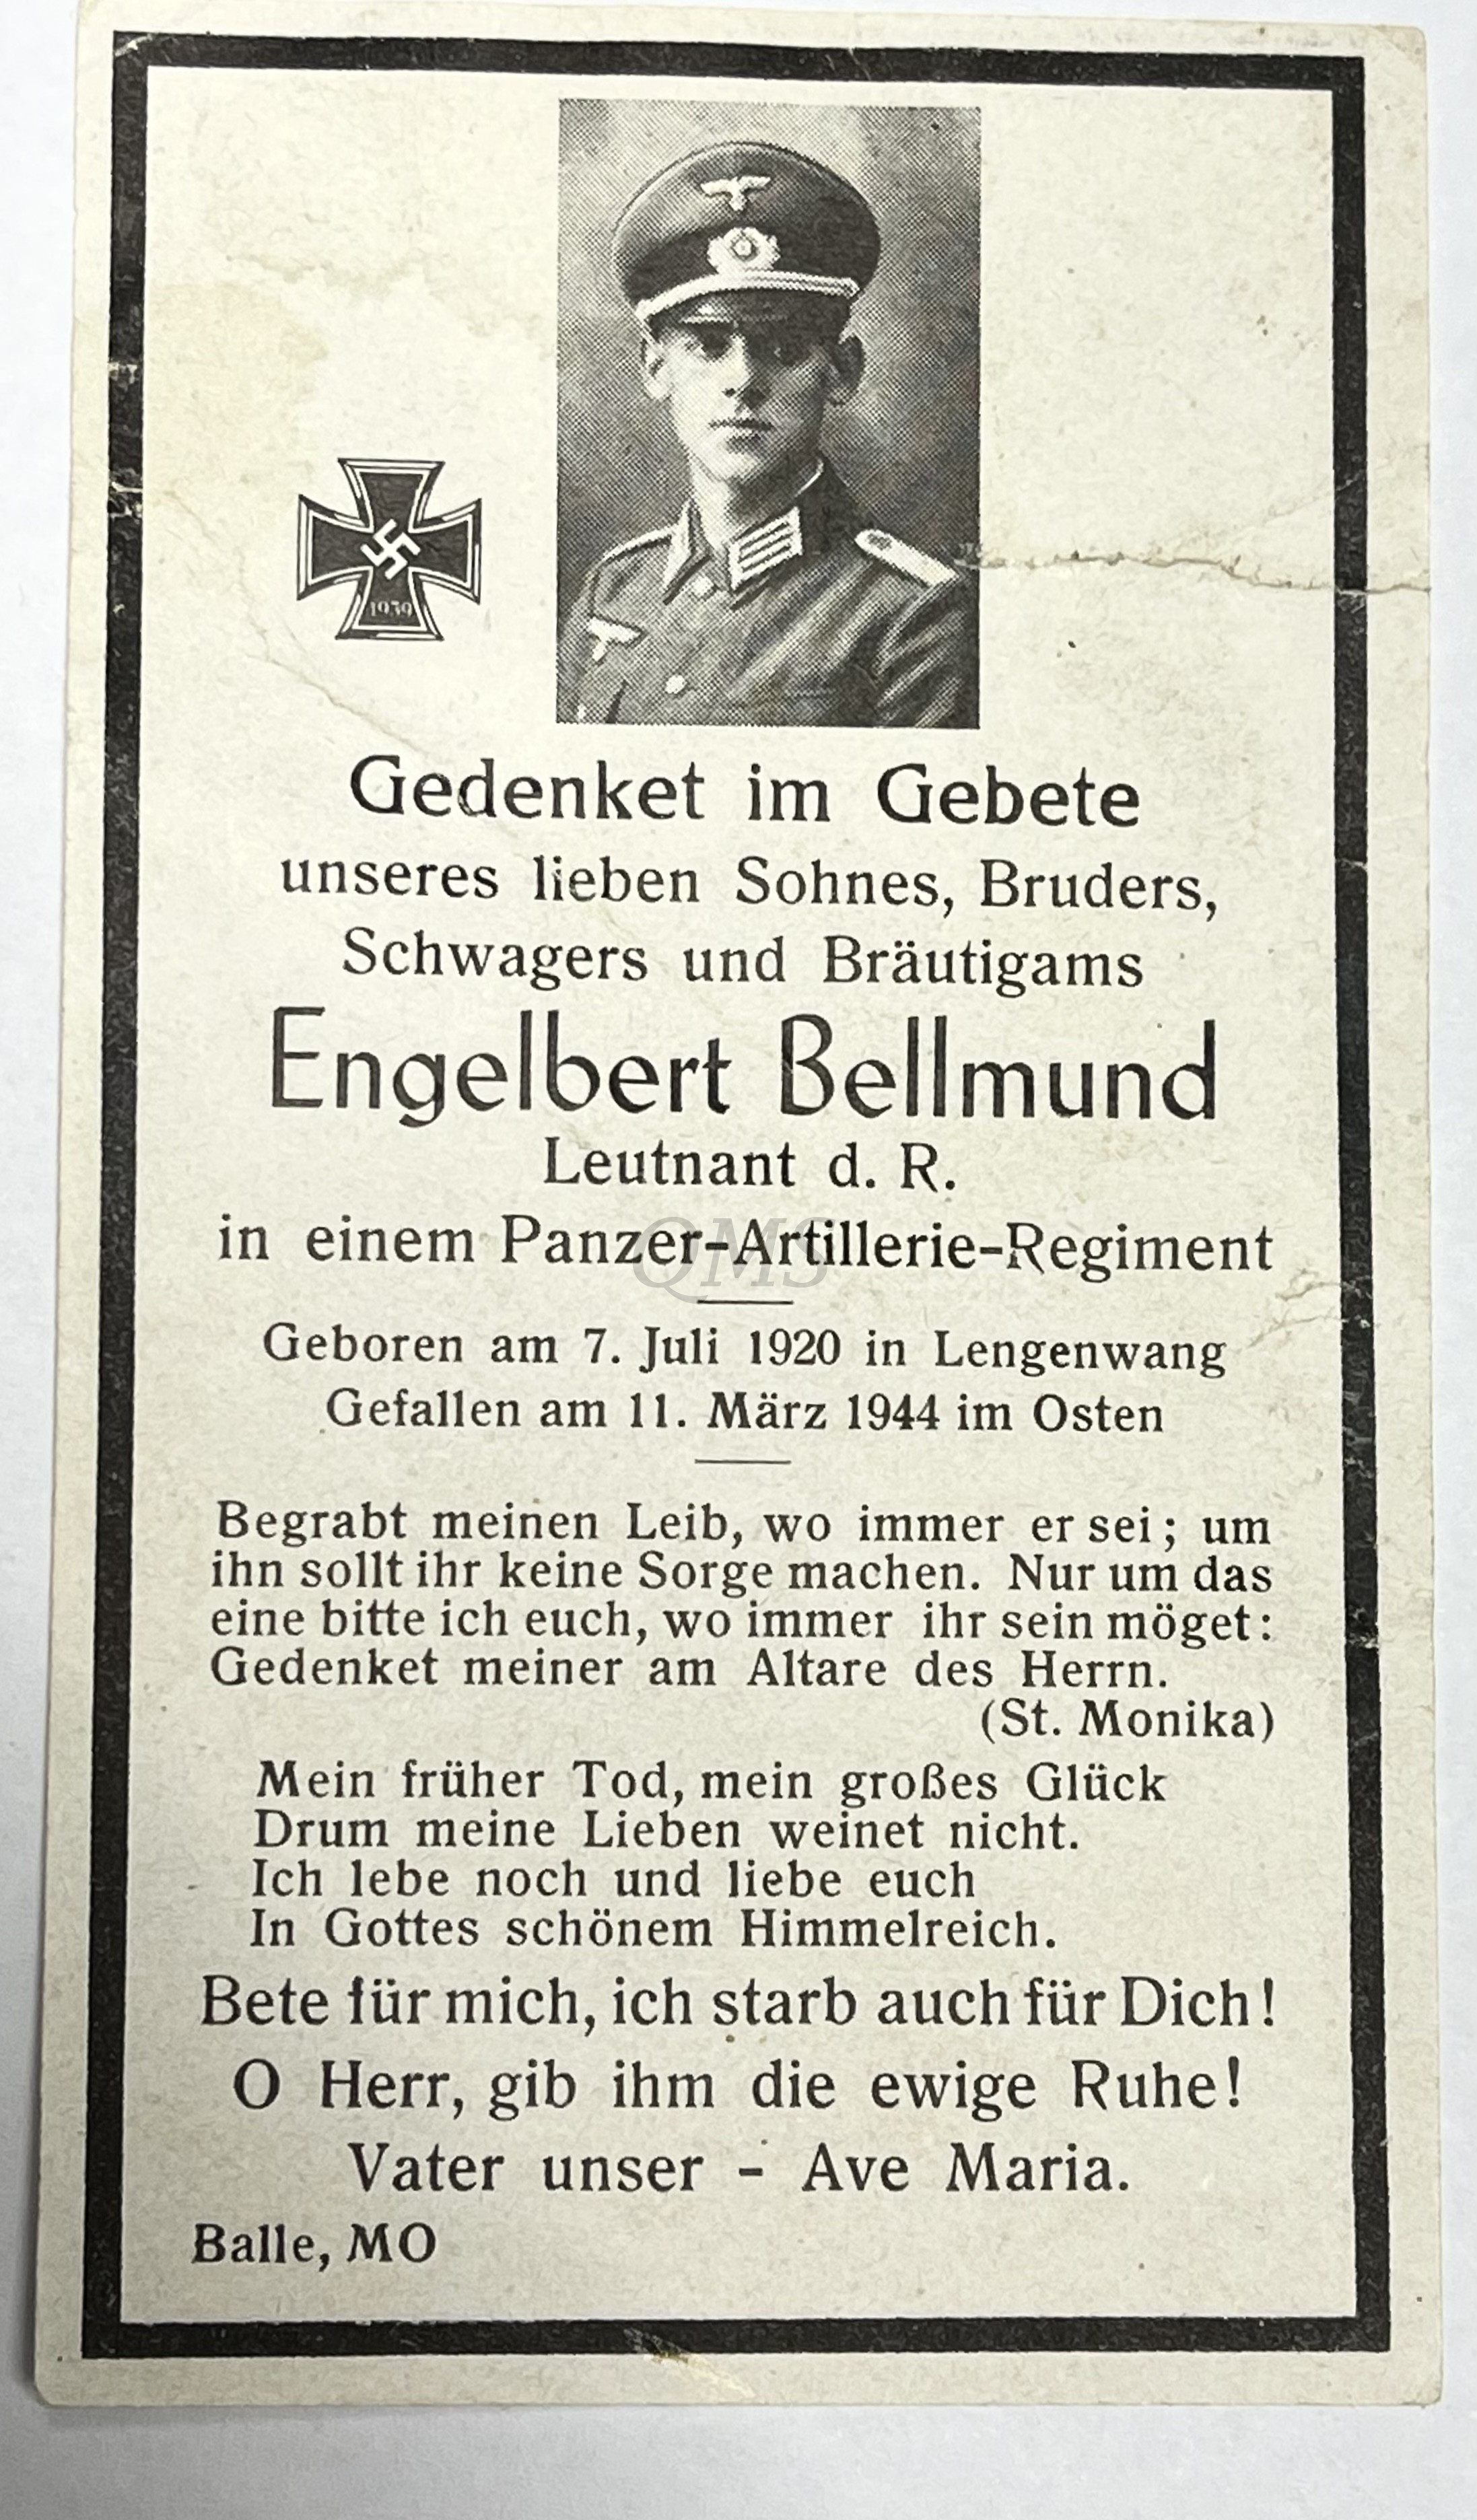 1939
Gedenket im Gebete
unseres lieben Sohnes, Bruders,
Schwagers und Bräutigams
Engelbert Bellmund
Leutnant d. R.
in einem Panzer-Artillerie-Regiment
QMS
Geboren am 7. Juli 1920 in Lengenwang
Gefallen am 11. März 1944 im Osten
Begrabt meinen Leib, wo immer er sei; um
ihn sollt ihr keine Sorge machen. Nur um das
eine bitte ich euch, wo immer ihr sein möget:
Gedenket meiner am Altare des Herrn.
(St. Monika)
Mein früher Tod, mein großes Glück
Drum meine Lieben weinet nicht.
Ich lebe noch und liebe euch
In Gottes schönem Himmelreich.
Bete für mich, ich starb auch für Dich!
O Herr, gib ihm die ewige Ruhe!
Vater unser - Ave Maria.
Balle, MO